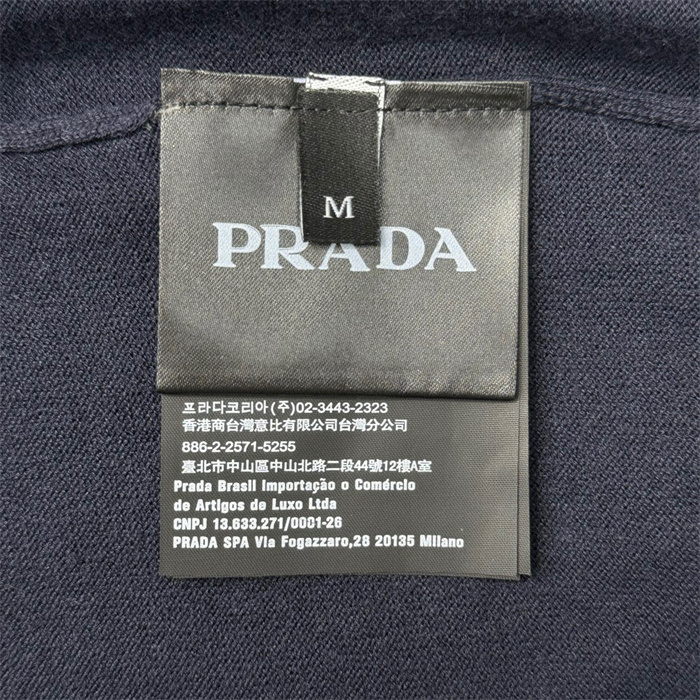 M
PRADA
프라다코리아(주)02-3443-2323
香港商台灣意比有限公司台灣分公司
886-2-2571-5255
臺北市中山區中山北路二段44號12樓A室
Prada Brasil Importação o Comércio
de Artigos de Luxo Ltda
CNPJ 13.633.271/0001-26
PRADA SPA Via Fogazzaro,28 20135 Milano